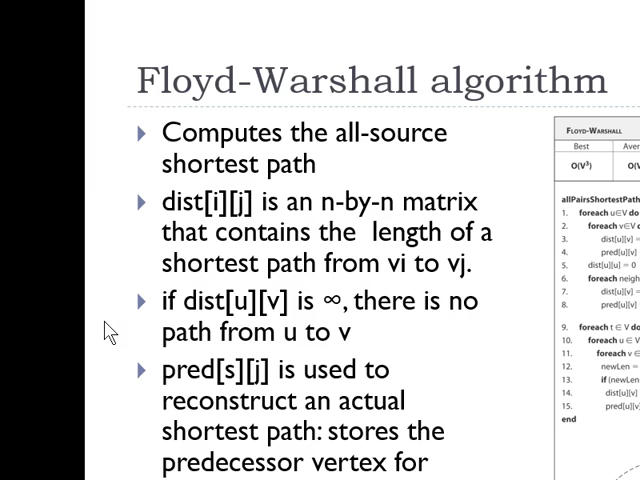 Floyd-Warshall algorithm
Computes the all-source
shortest path
dist[i][j] is an n-by-n matrix
that contains the length of a
shortest path from vi to vj.
if dist[u][v] is ∞, there is no
path from u to v
pred[s][j] is used to
reconstruct an actual
shortest path: stores the
predecessor vertex for
FLOYD-WARSHALL
Best Aver
O(V³) O(V
allPairsShortestPath
1. foreach u∈V do
2. foreach v∈V d
3. dist[u][v] =
4. pred[u][v]
5. dist[u][u] = 0
6. foreach neigh
7. dist[u][v] =
8. pred[u][v]
9. foreach t ∈ V do
10. foreach u ∈ V
11. foreach v ∈
12. newLen =
13. if (newLen
14. dist[u][v]
15. pred[u][v]
end